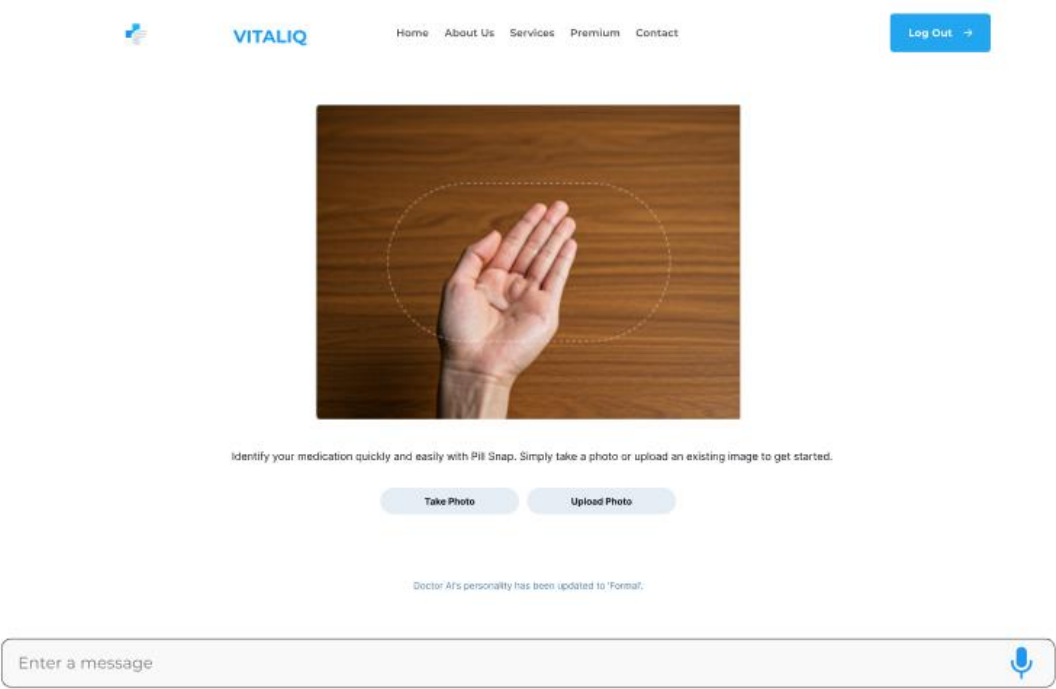 VITALIQ
Home About Us Services Premium Contact
Log Out →
Identify your medication quickly and easily with Pill Snap. Simply take a photo or upload an existing image to get started.
Take Photo
Upload Photo
Doctor AI's personality has been updated to 'Formal'.
Enter a message